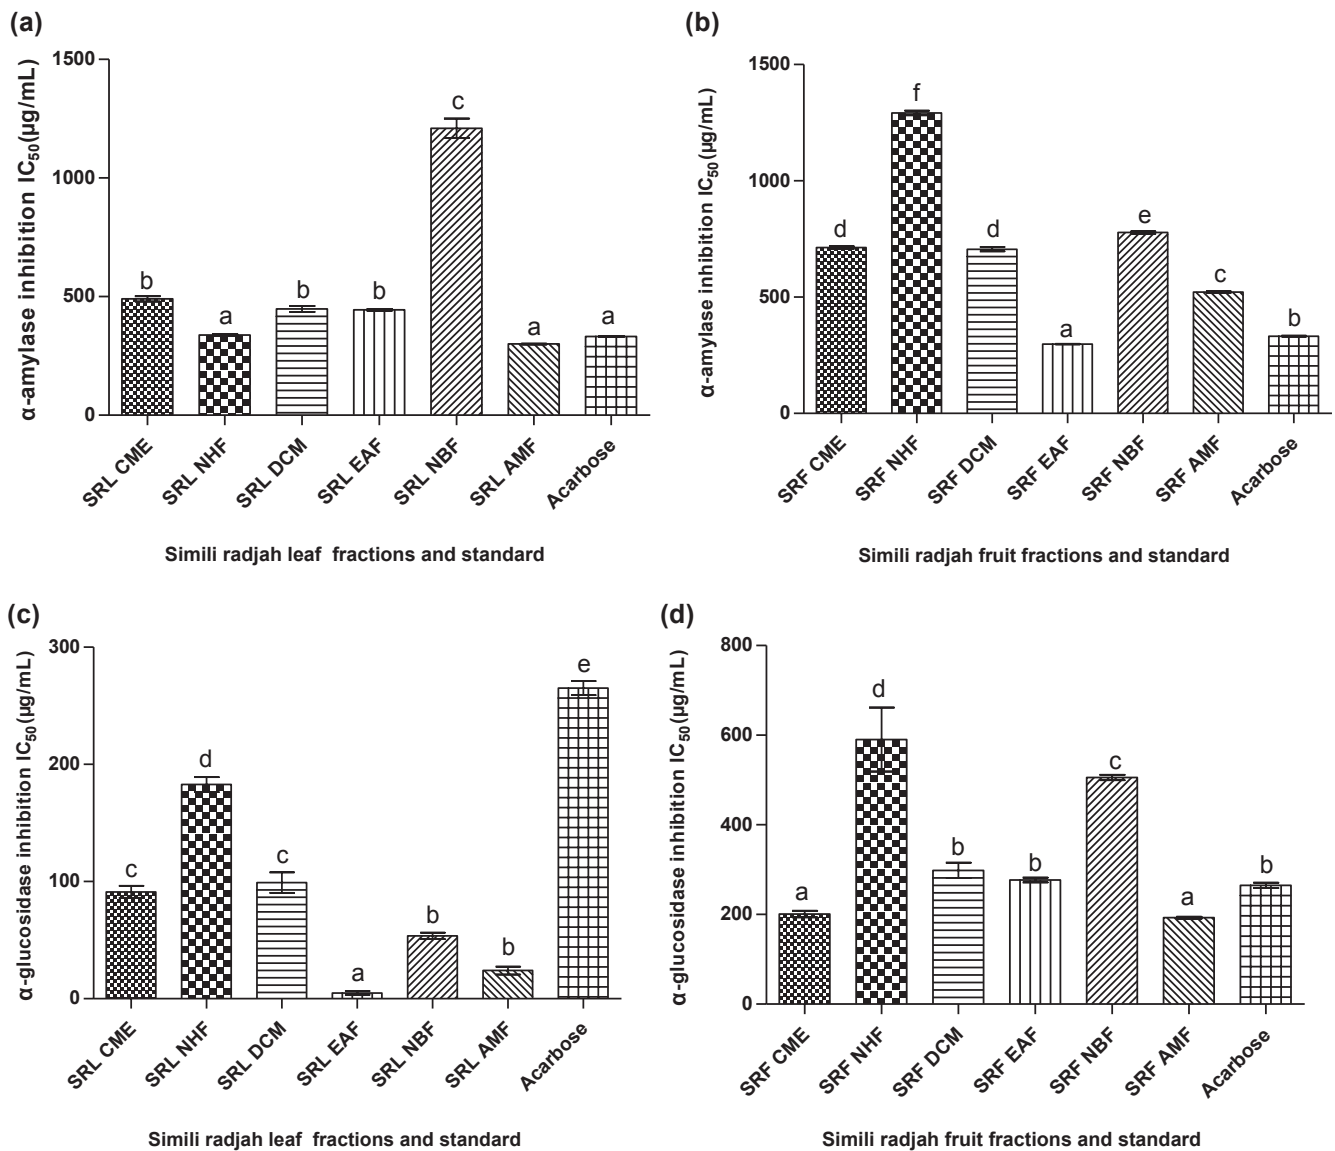 (a)
α-amylase inhibition IC50(µg/mL)
1500
1000
500
0
b
a
b
b
c
a
a
SRL CME
SRL NHF
SRL DCM
SRL EAF
SRL NBF
SRL AMF
Acarbose
Simili radjah leaf fractions and standard
(b)
α-amylase inhibition IC50(µg/mL)
1500
1000
500
0
d
f
d
a
e
c
b
SRF CME
SRF NHF
SRF DCM
SRF EAF
SRF NBF
SRF AMF
Acarbose
Simili radjah fruit fractions and standard
(c)
α-glucosidase inhibition IC50(µg/mL)
300
200
100
0
c
d
c
a
b
b
e
SRL CME
SRL NHF
SRL DCM
SRL EAF
SRL NBF
SRL AMF
Acarbose
Simili radjah leaf fractions and standard
(d)
α-glucosidase inhibition IC50(µg/mL)
800
600
400
200
0
a
d
b
b
c
a
b
SRF CME
SRF NHF
SRF DCM
SRF EAF
SRF NBF
SRF AMF
Acarbose
Simili radjah fruit fractions and standard